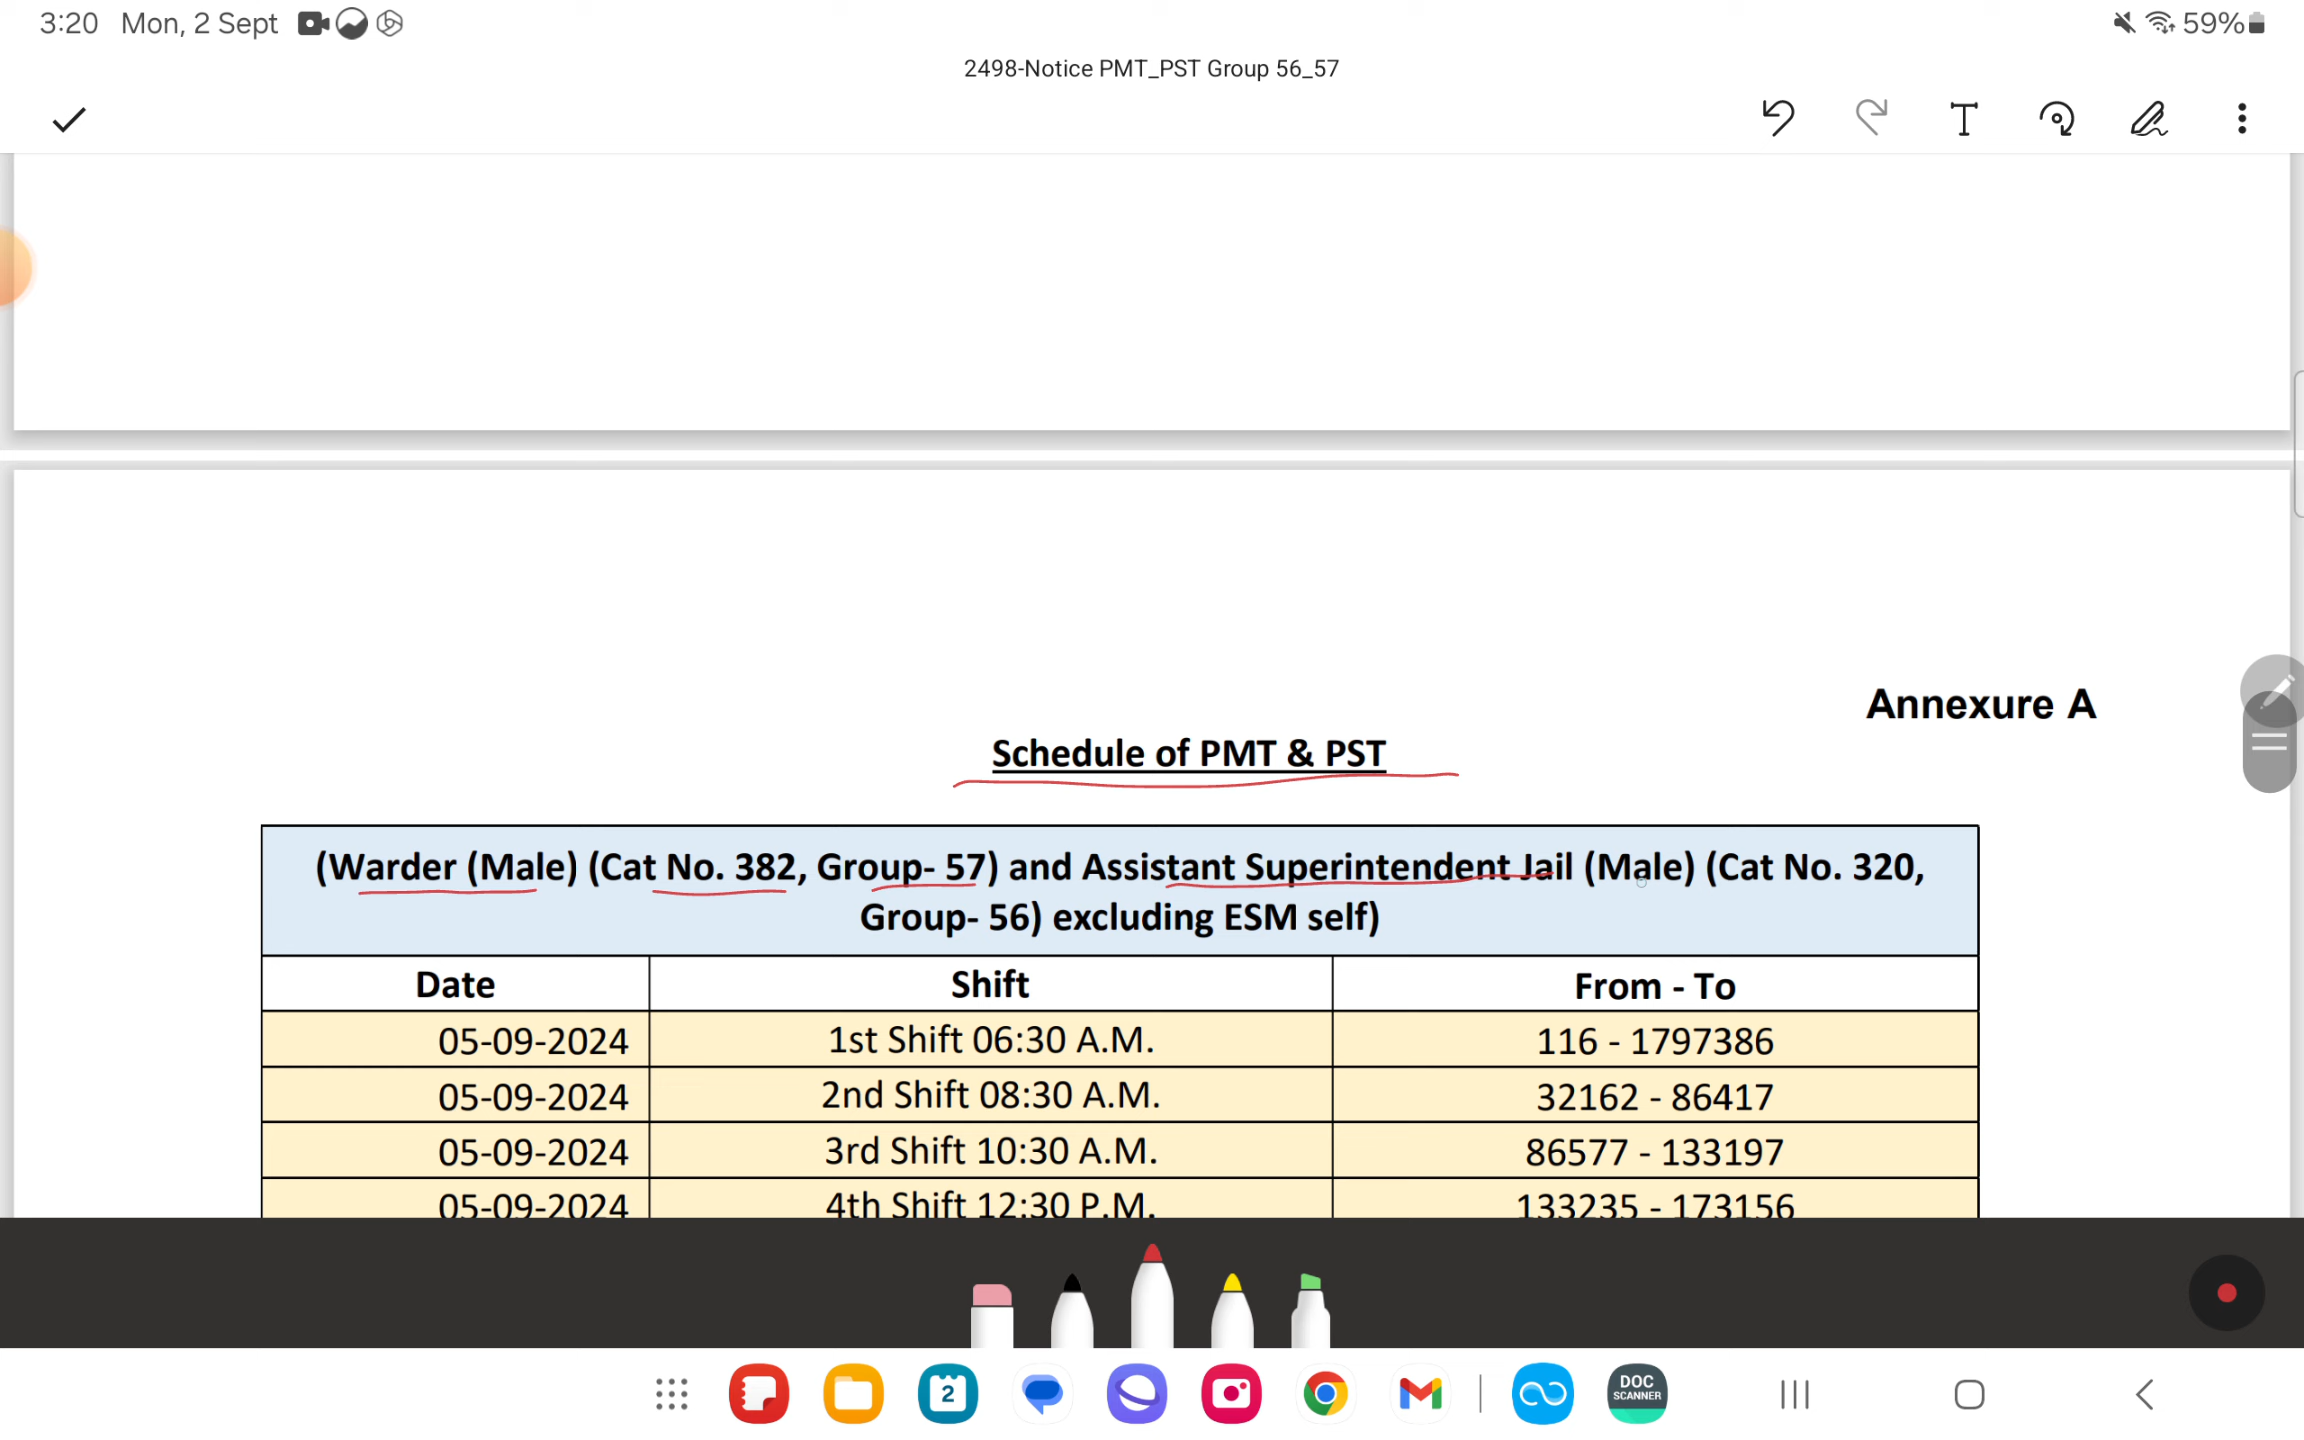 3:20 Mon, 2 Sept 59%
2498-Notice PMT_PST Group 56_57
Annexure A
Schedule of PMT & PST
(Warder (Male) (Cat No. 382, Group- 57) and Assistant Superintendent Jail (Male) (Cat No. 320,
Group- 56) excluding ESM self)
Date Shift From - To
05-09-2024 1st Shift 06:30 A.M. 116 - 1797386
05-09-2024 2nd Shift 08:30 A.M. 32162 - 86417
05-09-2024 3rd Shift 10:30 A.M. 86577 - 133197
05-09-2024 4th Shift 12:30 P.M. 133235 - 173156
2
DOC
SCANNER